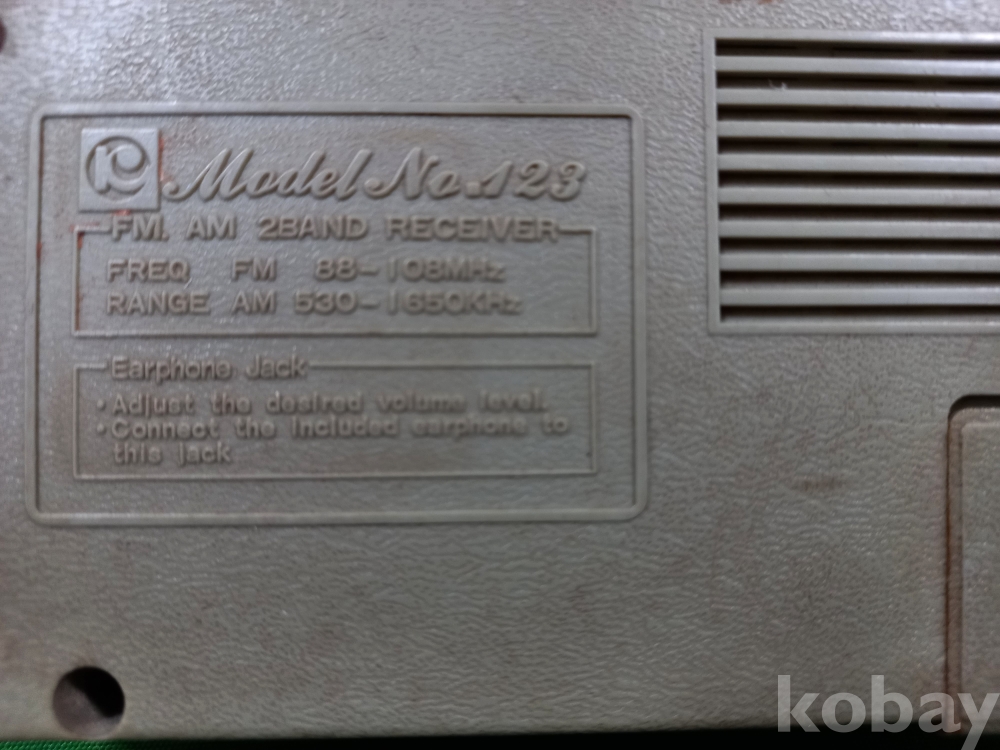 rc Model No.123
FM. AM 2BAND RECEIVER
FREQ FM 88-108MHz
RANGE AM 530-1650KHz
Earphone Jack
• Adjust the desired volume level.
• Connect the included earphone to
this jack
kobay